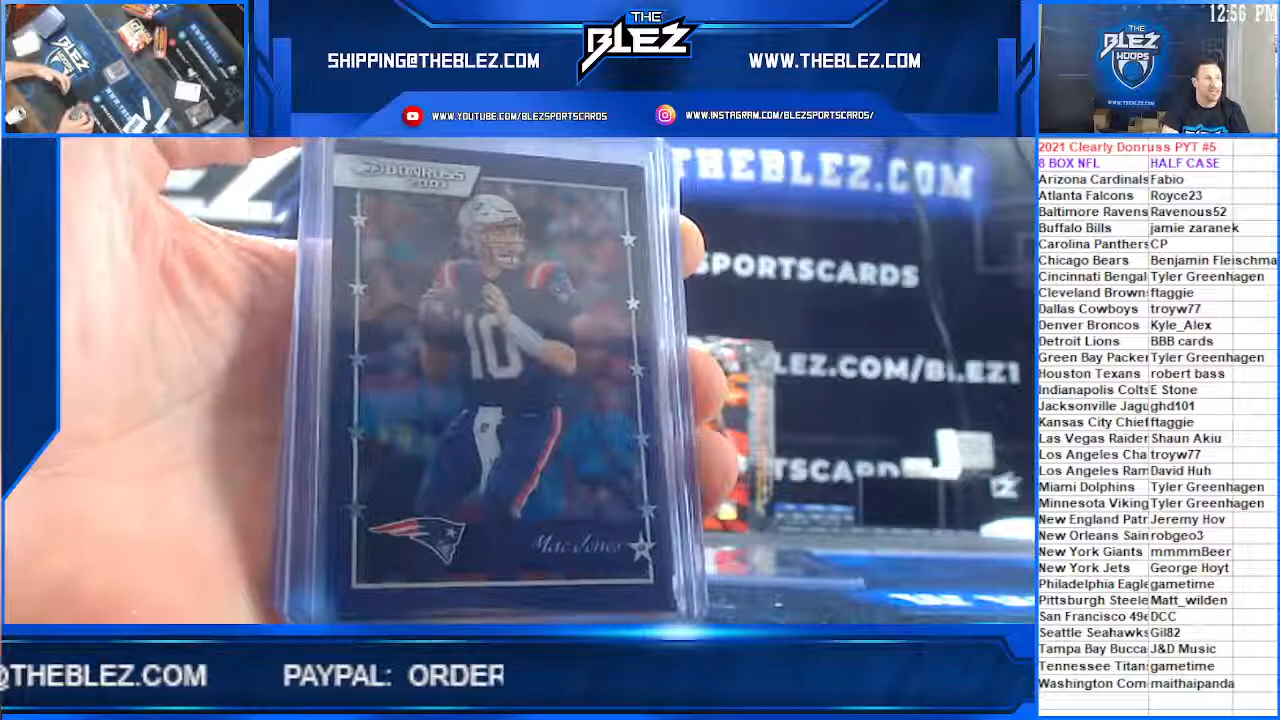 THE
BLEZ
SHIPPING@THEBLEZ.COM
WWW.THEBLEZ.COM
WWW.YOUTUBE.COM/BLEZSPORTSCARDS
WWW.INSTAGRAM.COM/BLEZSPORTSCARDS/
12:56 PM
THE
BLEZ
HOOPS
DONRUSS
THEBLEZ.COM
SPORTSCARDS
LEZ.COM/BLEZ1
TSCARD
10
Mac Jones
@THEBLEZ.COM PAYPAL: ORDER
2021 Clearly Donruss PYT #5
8 BOX NFL HALF CASE
Arizona Cardinals Fabio
Atlanta Falcons Royce23
Baltimore Ravens Ravenous52
Buffalo Bills jamie zaranek
Carolina Panthers CP
Chicago Bears Benjamin Fleischma
Cincinnati Bengal Tyler Greenhagen
Cleveland Brown ftaggie
Dallas Cowboys troyw77
Denver Broncos Kyle_Alex
Detroit Lions BBB cards
Green Bay Packer Tyler Greenhagen
Houston Texans robert bass
Indianapolis Colts E Stone
Jacksonville Jagu ghd101
Kansas City Chief ftaggie
Las Vegas Raider Shaun Akiu
Los Angeles Cha troyw77
Los Angeles Ram David Huh
Miami Dolphins Tyler Greenhagen
Minnesota Viking Tyler Greenhagen
New England Patr Jeremy Hov
New Orleans Sain robgeo3
New York Giants mmmmBeer
New York Jets George Hoyt
Philadelphia Eagle gametime
Pittsburgh Steele Matt_wilden
San Francisco 49e DCC
Seattle Seahawks Gil82
Tampa Bay Bucca J&D Music
Tennessee Titan gametime
Washington Com maithaipanda